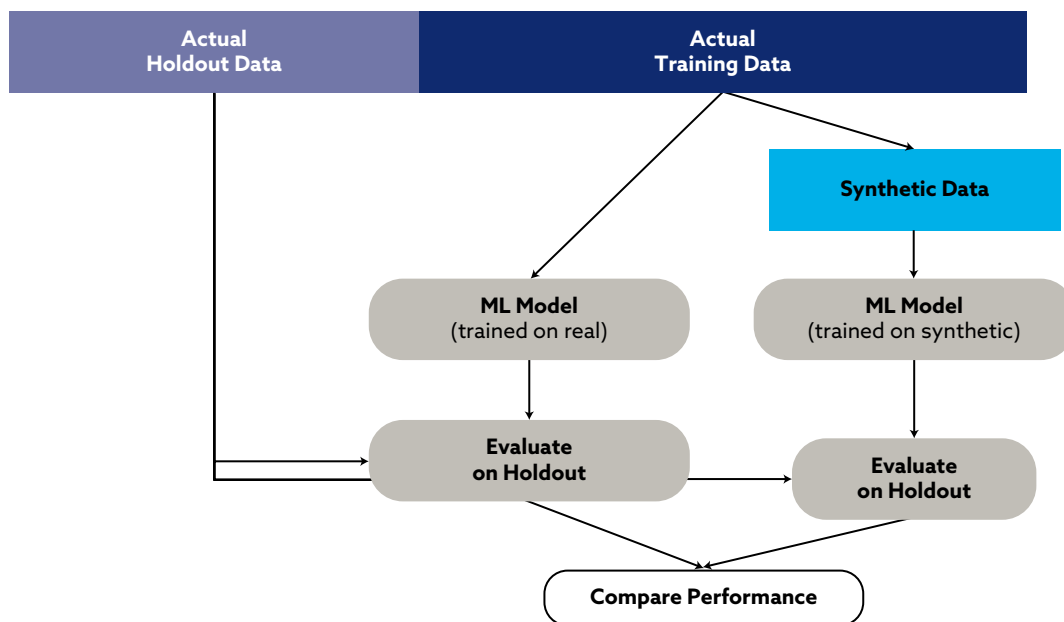 Actual
Holdout Data
Actual
Training Data
Synthetic Data
ML Model
(trained on real)
ML Model
(trained on synthetic)
Evaluate
on Holdout
Evaluate
on Holdout
Compare Performance